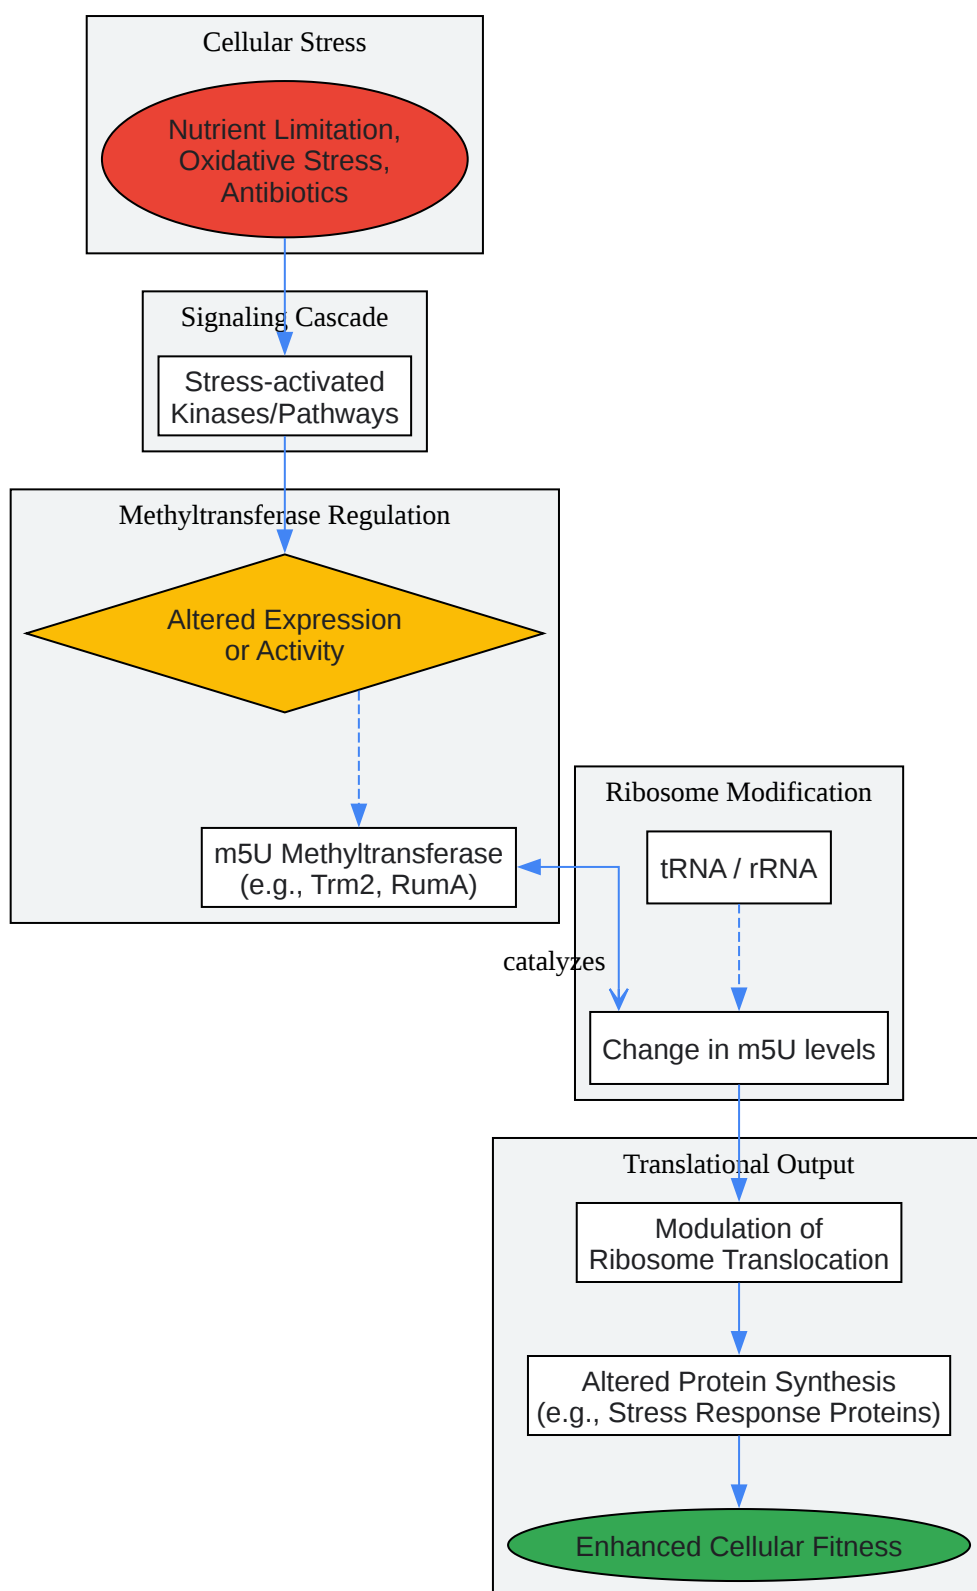 Cellular Stress
Nutrient Limitation,
Oxidative Stress,
Antibiotics
Signaling Cascade
Stress-activated
Kinases/Pathways
Methyltransferase Regulation
Altered Expression
or Activity
m5U Methyltransferase
(e.g., Trm2, RumA)
Ribosome Modification
tRNA / rRNA
catalyzes
Change in m5U levels
Translational Output
Modulation of
Ribosome Translocation
Altered Protein Synthesis
(e.g., Stress Response Proteins)
Enhanced Cellular Fitness